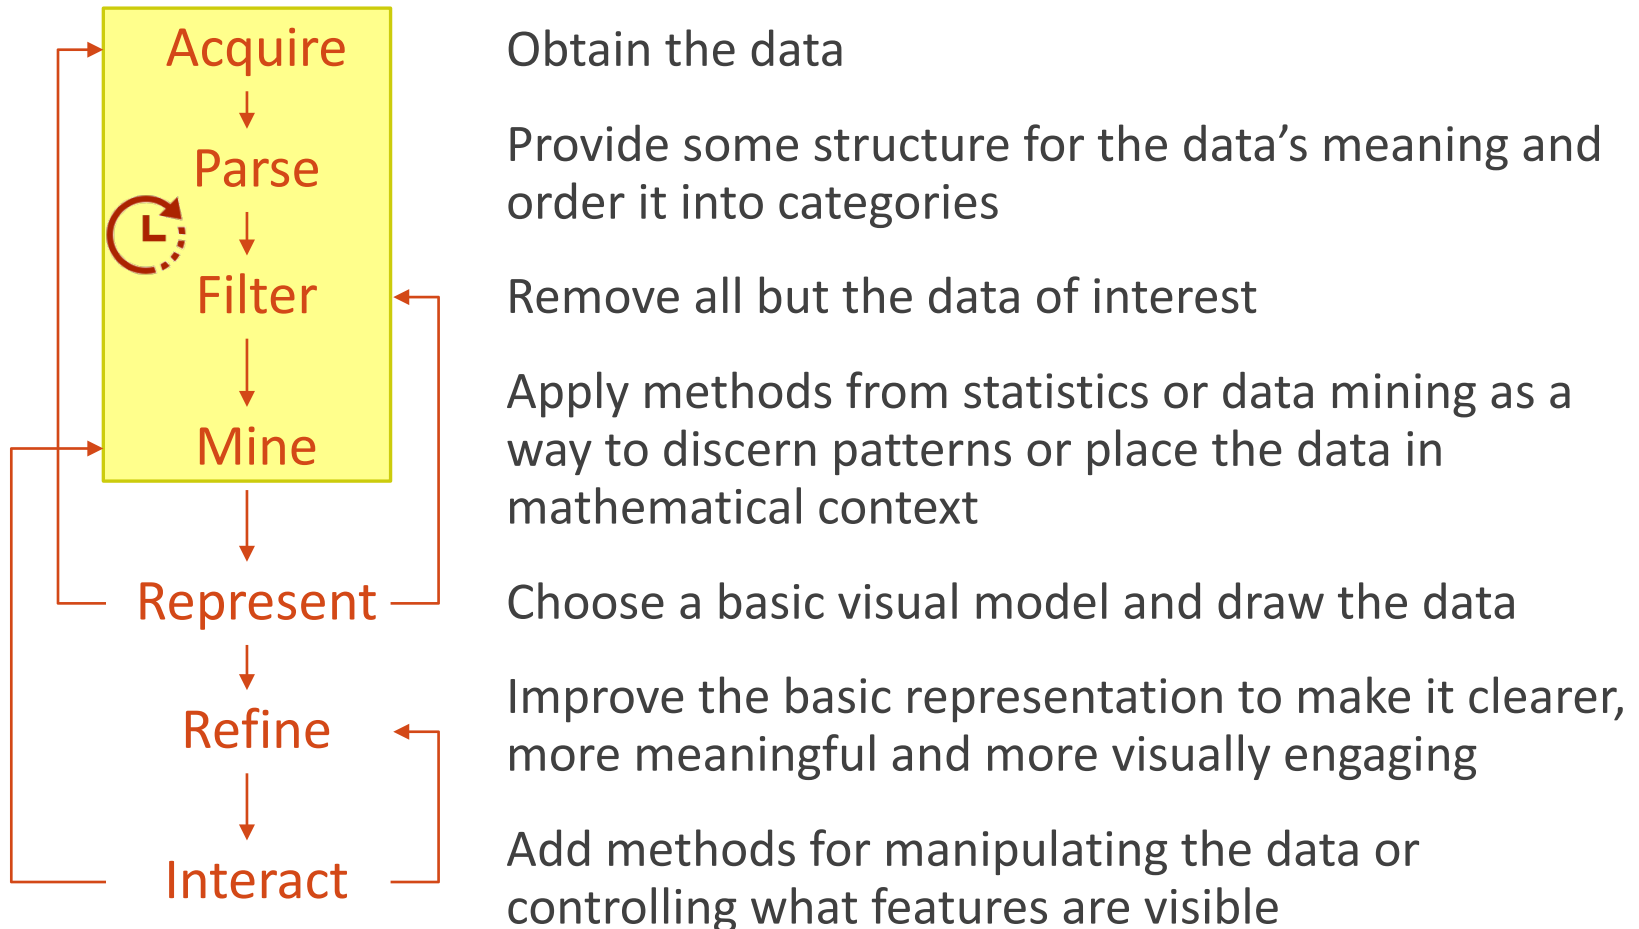 Acquire
Obtain the data
Parse
Provide some structure for the data’s meaning and
order it into categories
Filter
Remove all but the data of interest
Mine
Apply methods from statistics or data mining as a
way to discern patterns or place the data in
mathematical context
Represent
Choose a basic visual model and draw the data
Refine
Improve the basic representation to make it clearer,
more meaningful and more visually engaging
Interact
Add methods for manipulating the data or
controlling what features are visible